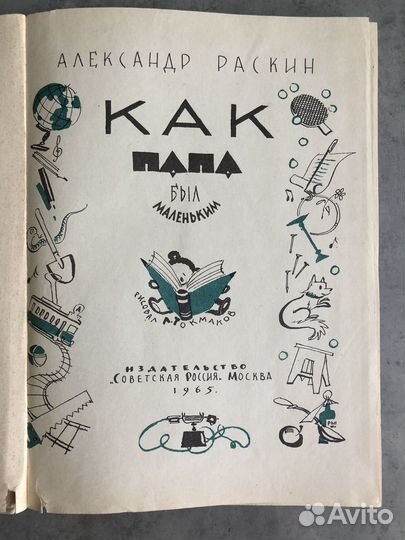 АЛЕКСАНДР РАСКИН
КАК
ПАПА
БЫЛ
МАЛЕНЬКИМ
РИСОВАЛ Л. ТОКМАКОВ
ИЗДАТЕЛЬСТВО
„СОВЕТСКАЯ РОССИЯ„ МОСКВА
1965.
А
Avito